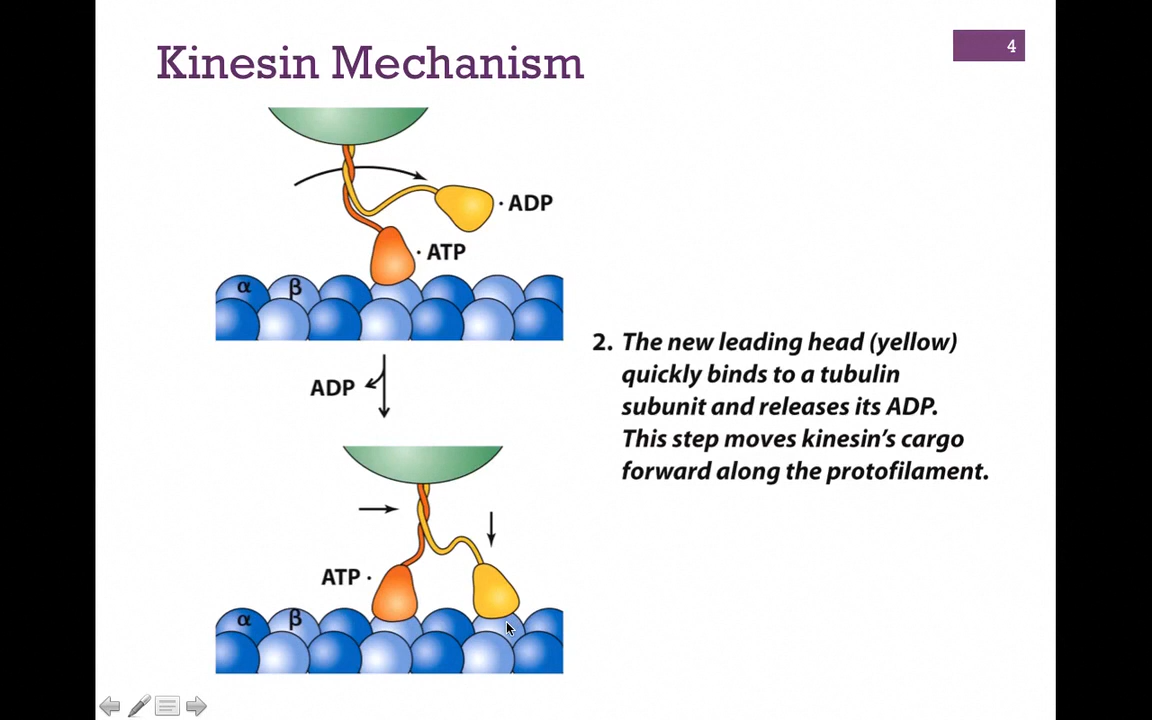 Kinesin Mechanism
4
· ADP
· ATP
α β
ADP
2. The new leading head (yellow)
quickly binds to a tubulin
subunit and releases its ADP.
This step moves kinesin’s cargo
forward along the protofilament.
ATP ·
α β